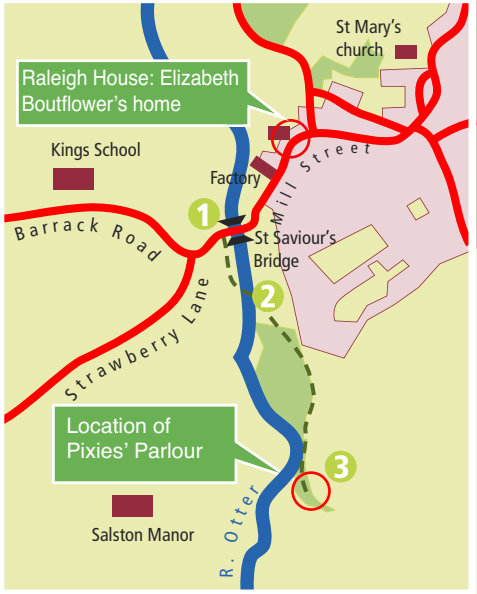 St Mary's
church
Raleigh House: Elizabeth
Boutflower's home
Kings School
Factory
Mill Street
1
Barrack Road
St Saviour's
Bridge
2
Strawberry Lane
Location of
Pixies' Parlour
3
R. Otter
Salston Manor